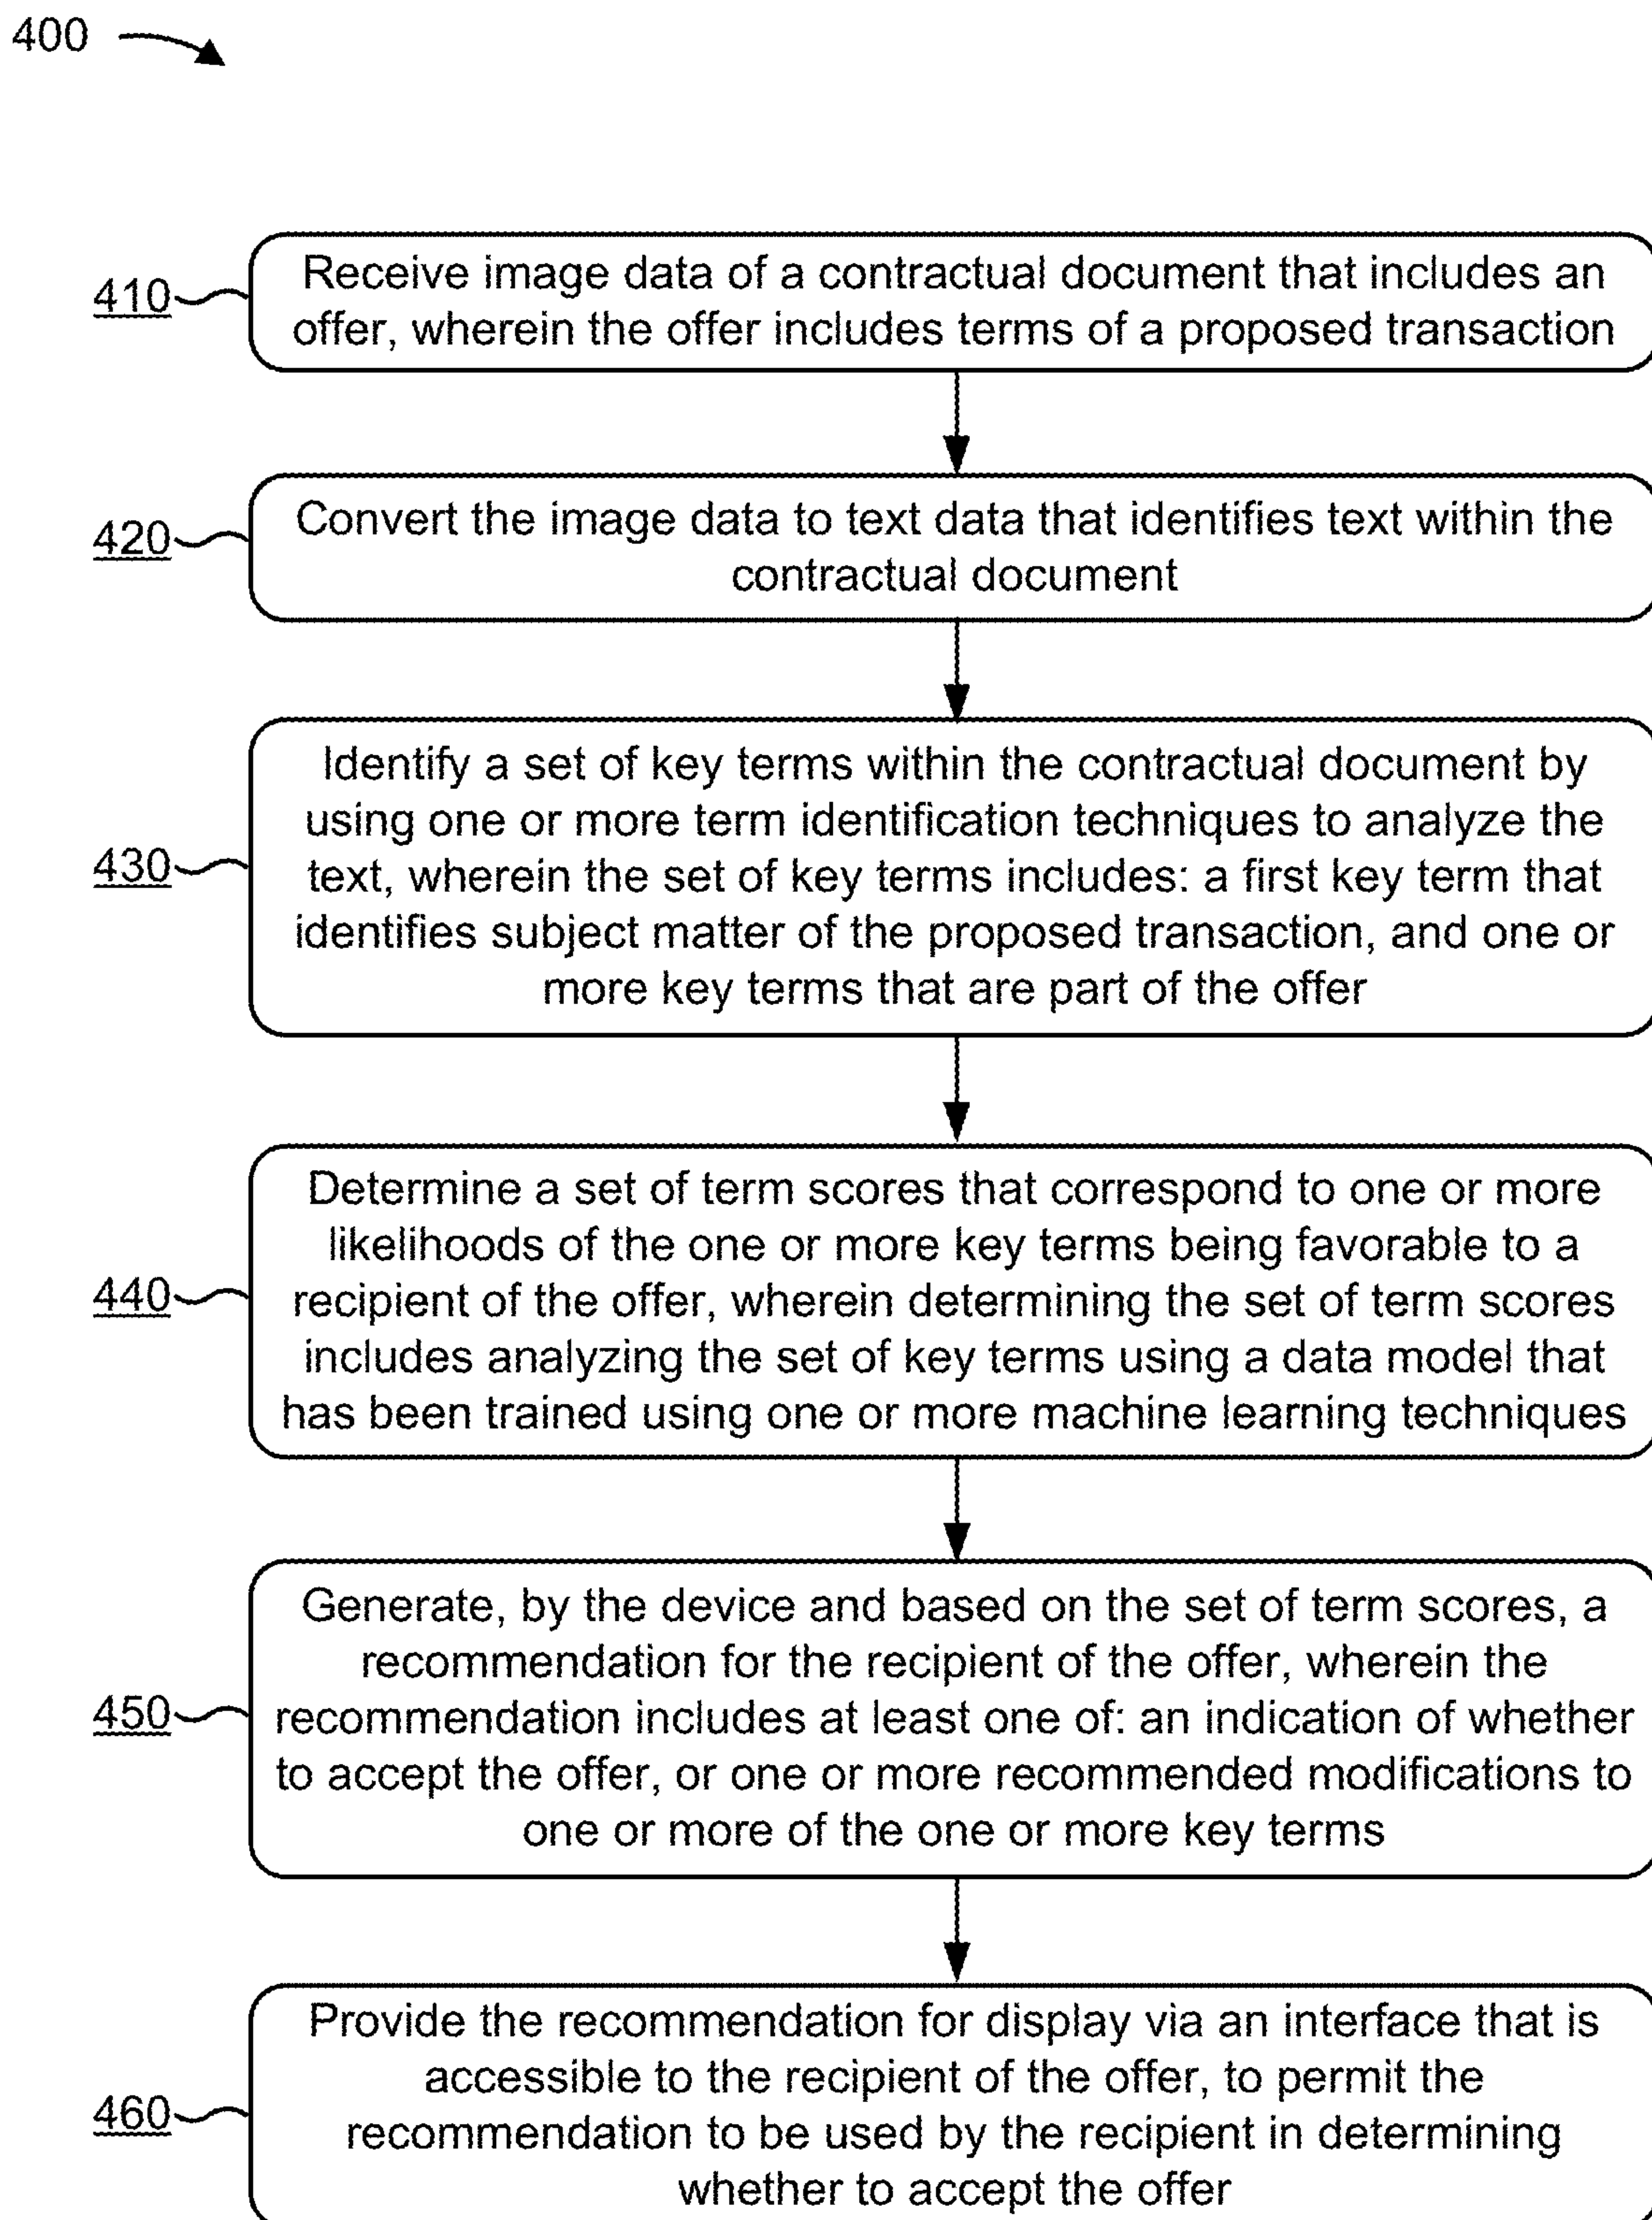 400
410
Receive image data of a contractual document that includes an
offer, wherein the offer includes terms of a proposed transaction
420
Convert the image data to text data that identifies text within the
contractual document
430
Identify a set of key terms within the contractual document by
using one or more term identification techniques to analyze the
text, wherein the set of key terms includes: a first key term that
identifies subject matter of the proposed transaction, and one or
more key terms that are part of the offer
440
Determine a set of term scores that correspond to one or more
likelihoods of the one or more key terms being favorable to a
recipient of the offer, wherein determining the set of term scores
includes analyzing the set of key terms using a data model that
has been trained using one or more machine learning techniques
450
Generate, by the device and based on the set of term scores, a
recommendation for the recipient of the offer, wherein the
recommendation includes at least one of: an indication of whether
to accept the offer, or one or more recommended modifications to
one or more of the one or more key terms
460
Provide the recommendation for display via an interface that is
accessible to the recipient of the offer, to permit the
recommendation to be used by the recipient in determining
whether to accept the offer